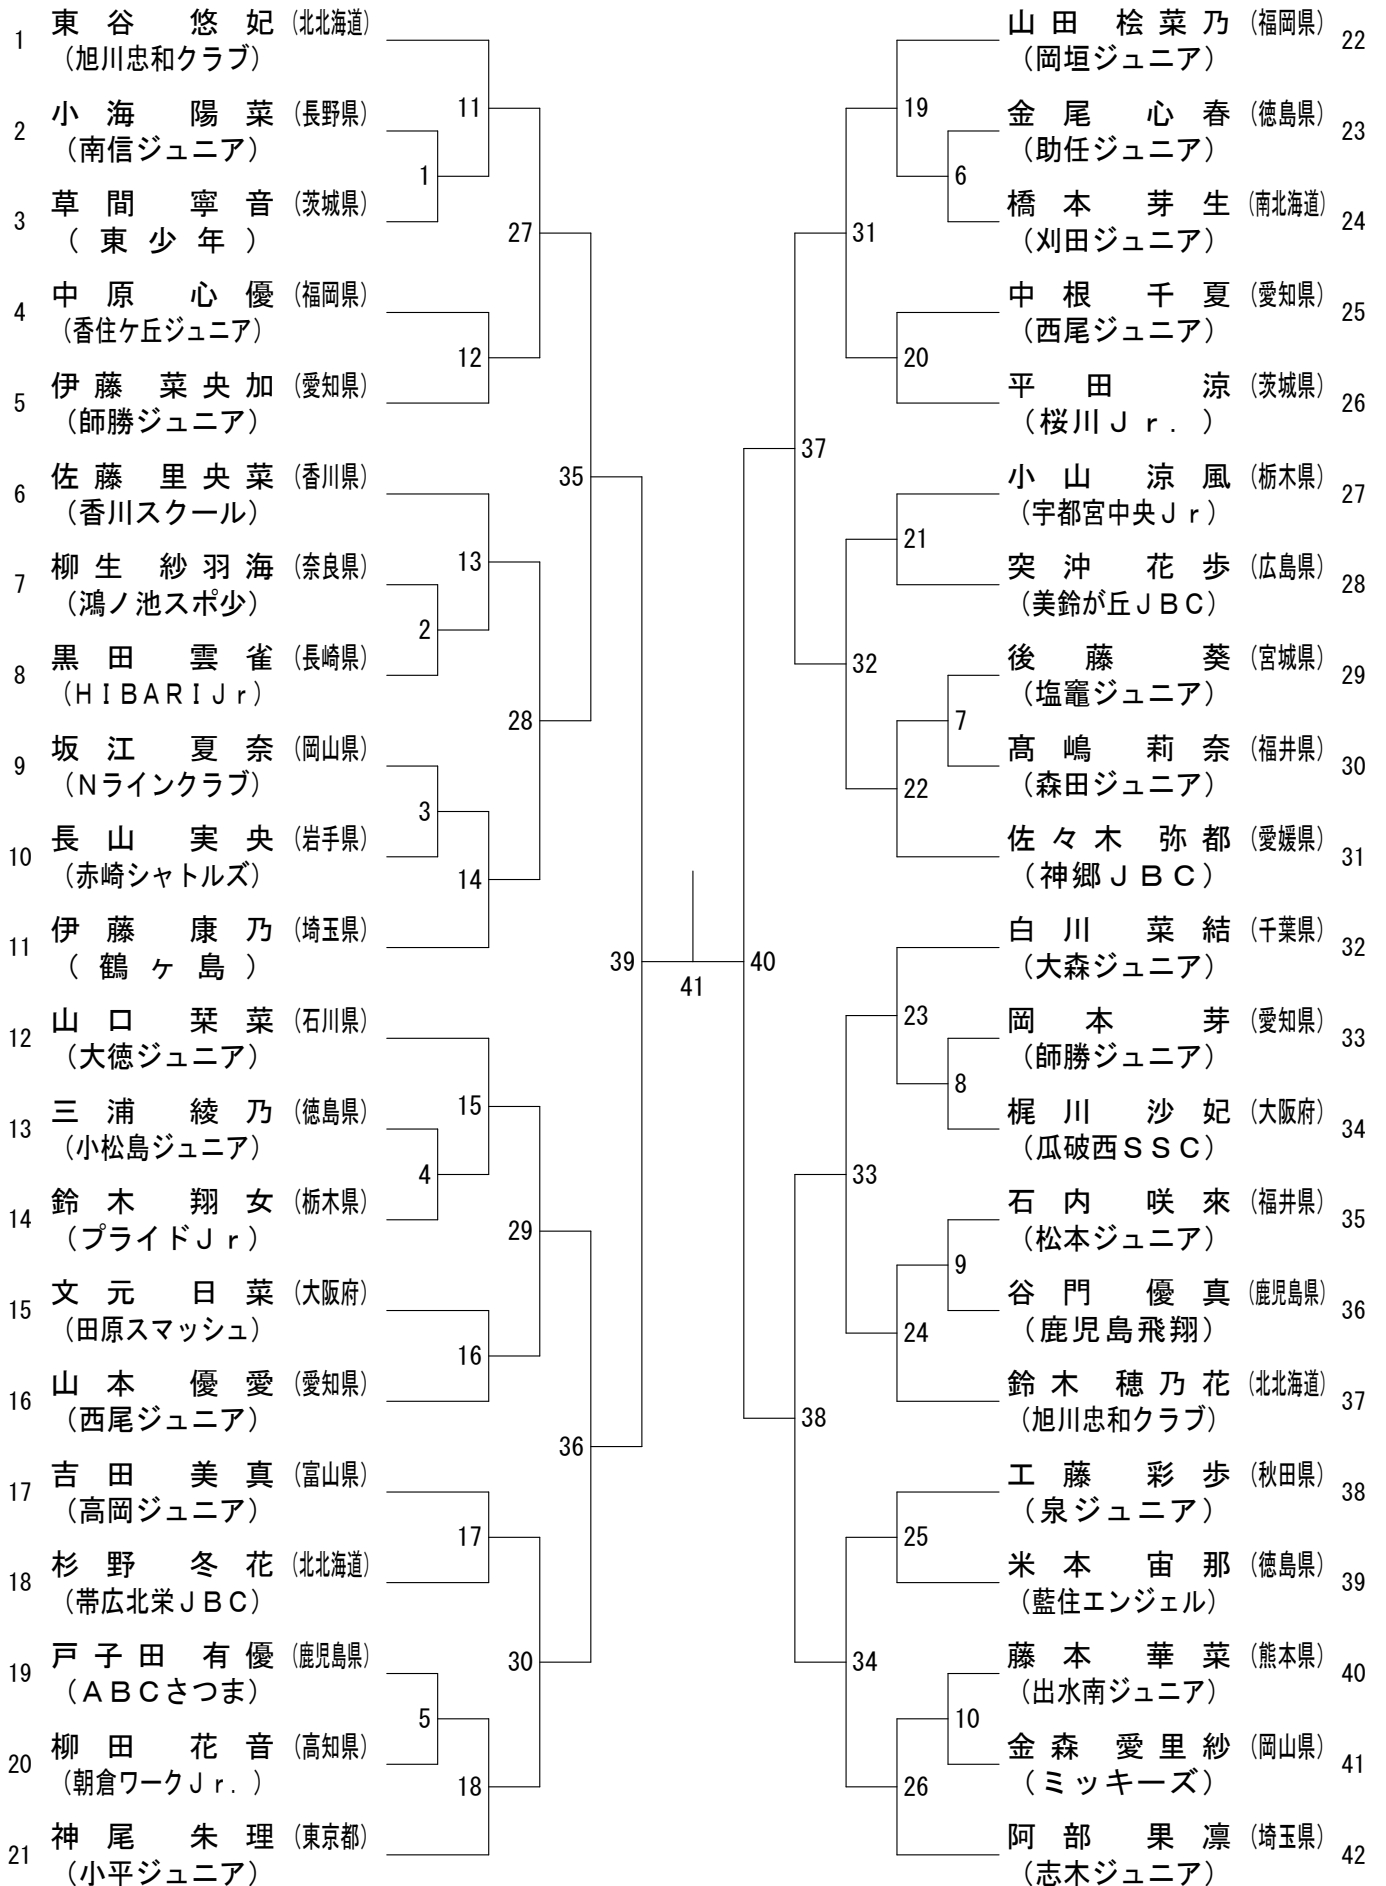 1 東谷 悠妃 (北北海道)
(旭川忠和クラブ)
2 小海 陽菜 (長野県)
(南信ジュニア)
3 草間 寧音 (茨城県)
(東少年)
4 中原 心優 (福岡県)
(香住ケ丘ジュニア)
5 伊藤 菜央加 (愛知県)
(師勝ジュニア)
6 佐藤 里央菜 (香川県)
(香川スクール)
7 柳生 紗羽海 (奈良県)
(鴻ノ池スポ少)
8 黒田 雲雀 (長崎県)
(HIBARIJr)
9 坂江 夏奈 (岡山県)
(Nラインクラブ)
10 長山 実央 (岩手県)
(赤崎シャトルズ)
11 伊藤 康乃 (埼玉県)
(鶴ヶ島)
12 山口 栞菜 (石川県)
(大徳ジュニア)
13 三浦 綾乃 (徳島県)
(小松島ジュニア)
14 鈴木 翔女 (栃木県)
(プライドJr)
15 文元 日菜 (大阪府)
(田原スマッシュ)
16 山本 優愛 (愛知県)
(西尾ジュニア)
17 吉田 美真 (富山県)
(高岡ジュニア)
18 杉野 冬花 (北北海道)
(帯広北栄JBC)
19 戸子田 有優 (鹿児島県)
(ABCさつま)
20 柳田 花音 (高知県)
(朝倉ワークJr.)
21 神尾 朱理 (東京都)
(小平ジュニア)
11
1
27
12
35
13
2
28
3
14
39
15
4
29
16
36
17
30
5
18
41
40
19
6
31
20
37
21
32
7
22
23
8
33
9
24
38
25
34
10
26
山田 桧菜乃 (福岡県) 22
(岡垣ジュニア)
金尾 心春 (徳島県) 23
(助任ジュニア)
橋本 芽生 (南北海道) 24
(刈田ジュニア)
中根 千夏 (愛知県) 25
(西尾ジュニア)
平田 涼 (茨城県) 26
(桜川Jr.)
小山 涼風 (栃木県) 27
(宇都宮中央Jr)
突沖 花歩 (広島県) 28
(美鈴が丘JBC)
後藤 葵 (宮城県) 29
(塩竈ジュニア)
髙嶋 莉奈 (福井県) 30
(森田ジュニア)
佐々木 弥都 (愛媛県) 31
(神郷JBC)
白川 菜結 (千葉県) 32
(大森ジュニア)
岡本 芽 (愛知県) 33
(師勝ジュニア)
梶川 沙妃 (大阪府) 34
(瓜破西SSC)
石内 咲來 (福井県) 35
(松本ジュニア)
谷門 優真 (鹿児島県) 36
(鹿児島飛翔)
鈴木 穂乃花 (北北海道) 37
(旭川忠和クラブ)
工藤 彩歩 (秋田県) 38
(泉ジュニア)
米本 宙那 (徳島県) 39
(藍住エンジェル)
藤本 華菜 (熊本県) 40
(出水南ジュニア)
金森 愛里紗 (岡山県) 41
(ミッキーズ)
阿部 果凛 (埼玉県) 42
(志木ジュニア)